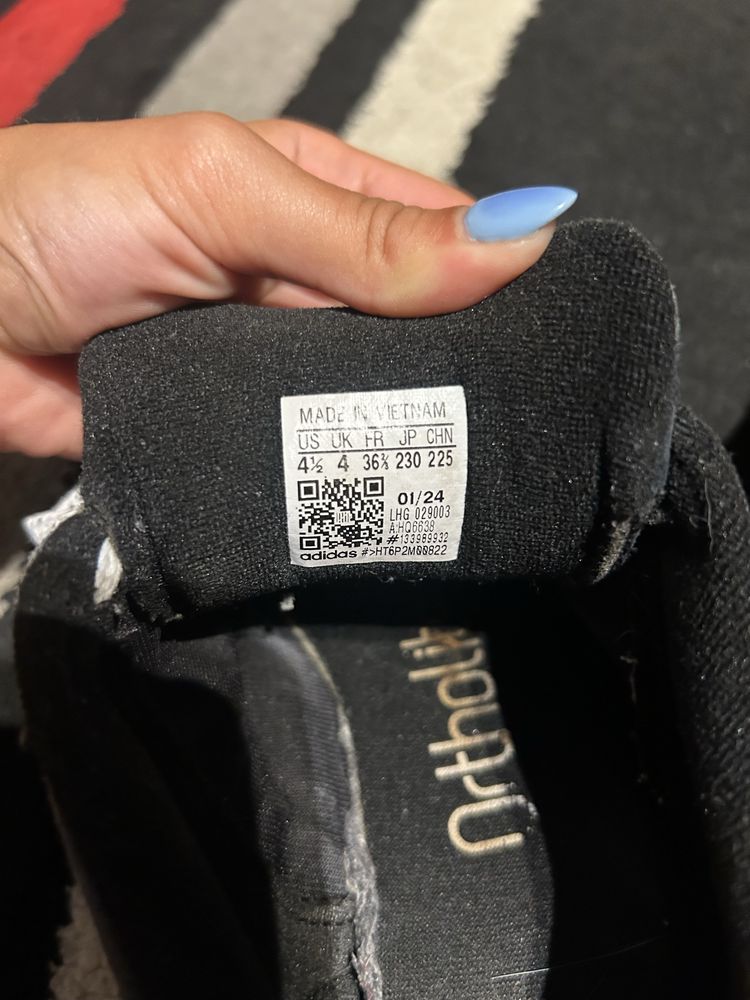 MADE IN VIETNAM
US UK FR JP CHN
4½ 4 36⅔ 230 225
01/24
LHG 029003
A:HQ6638
#133989932
adidas #>HT6P2M00822
Ortholite